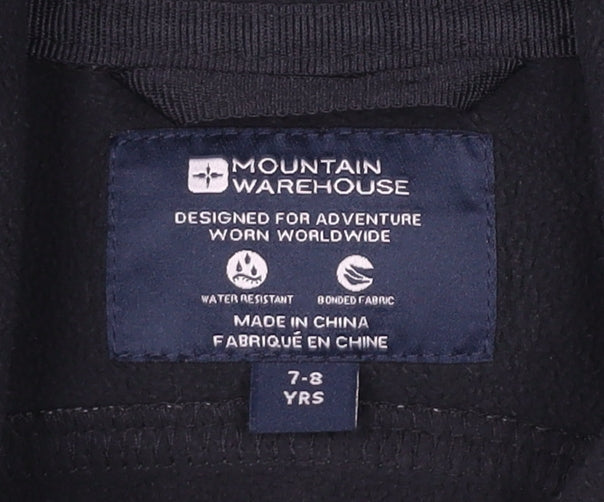 MOUNTAIN
WAREHOUSE
DESIGNED FOR ADVENTURE
WORN WORLDWIDE
WATER RESISTANT BONDED FABRIC
MADE IN CHINA
FABRIQUÉ EN CHINE
7-8
YRS